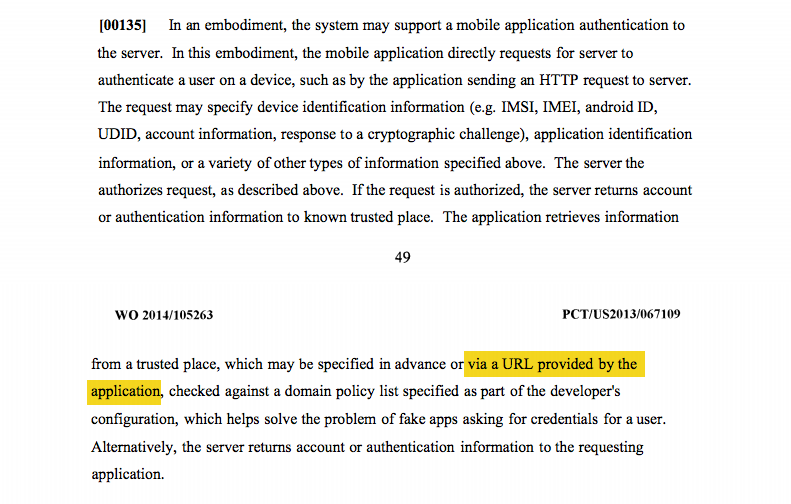 [00135] In an embodiment, the system may support a mobile application authentication to
the server. In this embodiment, the mobile application directly requests for server to
authenticate a user on a device, such as by the application sending an HTTP request to server.
The request may specify device identification information (e.g. IMSI, IMEI, android ID,
UDID, account information, response to a cryptographic challenge), application identification
information, or a variety of other types of information specified above. The server the
authorizes request, as described above. If the request is authorized, the server returns account
or authentication information to known trusted place. The application retrieves information
49
WO 2014/105263 PCT/US2013/067109
from a trusted place, which may be specified in advance or via a URL provided by the
application, checked against a domain policy list specified as part of the developer's
configuration, which helps solve the problem of fake apps asking for credentials for a user.
Alternatively, the server returns account or authentication information to the requesting
application.